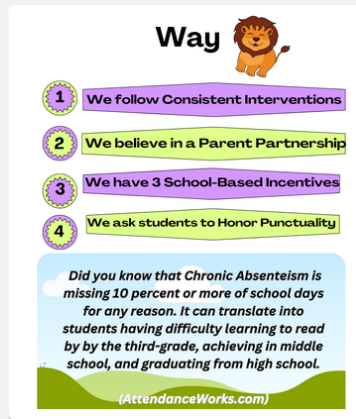 Way
1 We follow Consistent Interventions
2 We believe in a Parent Partnership
3 We have 3 School-Based Incentives
4 We ask students to Honor Punctuality
Did you know that Chronic Absenteism is
missing 10 percent or more of school days
for any reason. It can translate into
students having difficulty learning to read
by by the third-grade, achieving in middle
school, and graduating from high school.
(AttendanceWorks.com)